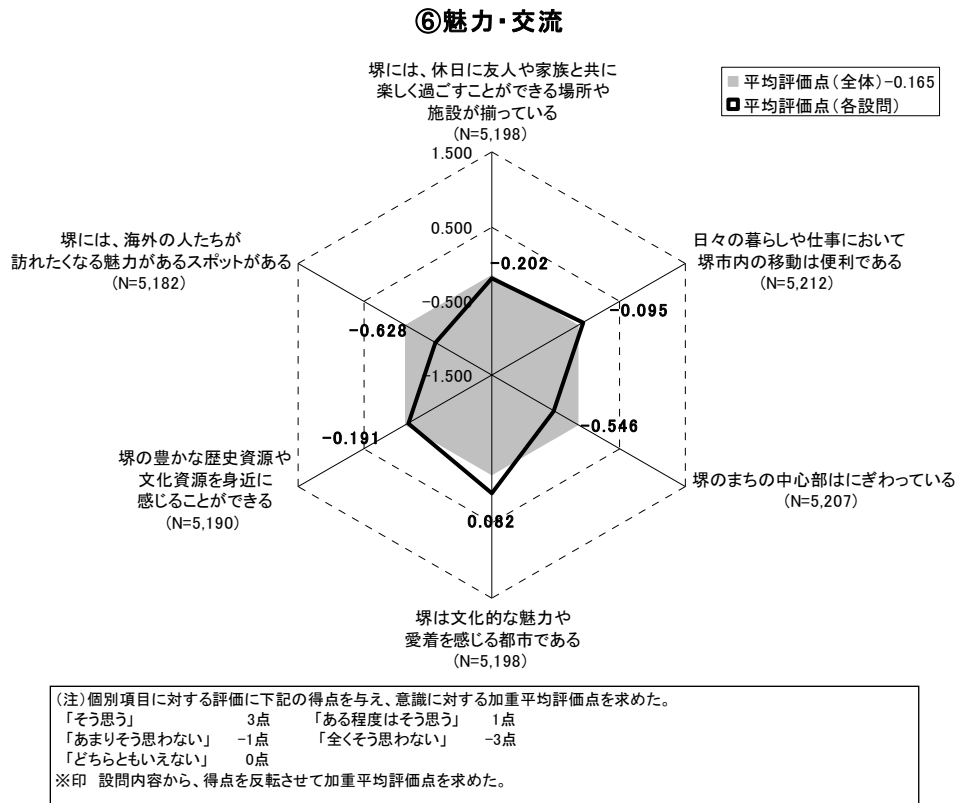 ⑥魅力・交流
堺には、休日に友人や家族と共に
楽しく過ごすことができる場所や
施設が揃っている
(N=5,198)
平均評価点(全体)-0.165
平均評価点(各設問)
1.500
0.500
-0.500
-1.500
-0.202
日々の暮らしや仕事において
堺市内の移動は便利である
(N=5,212)
-0.095
堺には、海外の人たちが
訪れたくなる魅力があるスポットがある
(N=5,182)
-0.628
-0.546
堺のまちの中心部はにぎわっている
(N=5,207)
-0.191
堺の豊かな歴史資源や
文化資源を身近に
感じることができる
(N=5,190)
0.082
堺は文化的な魅力や
愛着を感じる都市である
(N=5,198)
(注)個別項目に対する評価に下記の得点を与え、意識に対する加重平均評価点を求めた。
「そう思う」 3点 「ある程度はそう思う」 1点
「あまりそう思わない」 -1点 「全くそう思わない」 -3点
「どちらともいえない」 0点
※印 設問内容から、得点を反転させて加重平均評価点を求めた。